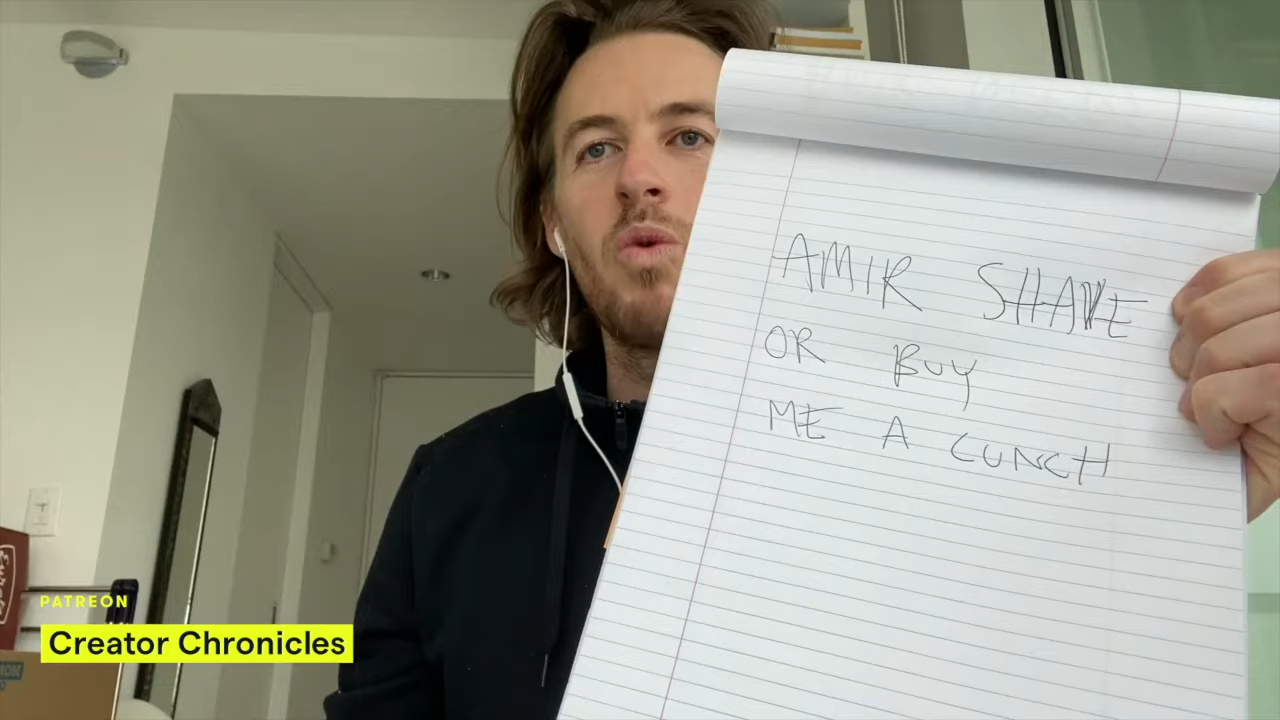 AMIR SHAVE
OR BUY
ME A LUNCH
PATREON
Creator Chronicles